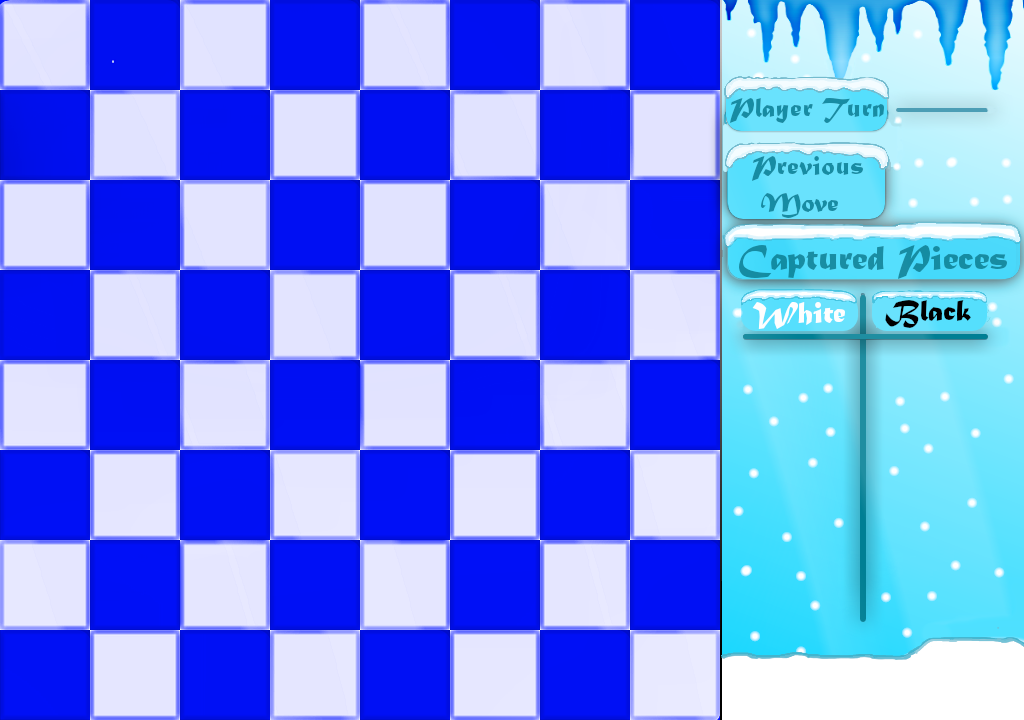 Player Turn
Previous
Move
Captured Pieces
White
Black